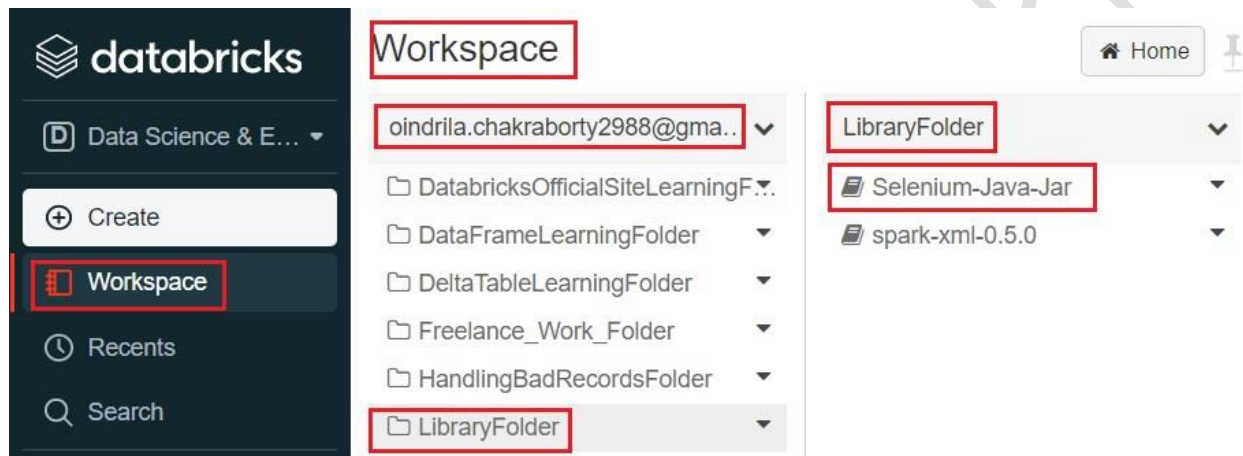 databricks
D Data Science & E...
Create
Workspace
Recents
Search
Workspace
Home
oindrila.chakraborty2988@gma...
DatabricksOfficialSiteLearningF...
DataFrameLearningFolder
DeltaTableLearningFolder
Freelance_Work_Folder
HandlingBadRecordsFolder
LibraryFolder
LibraryFolder
Selenium-Java-Jar
spark-xml-0.5.0